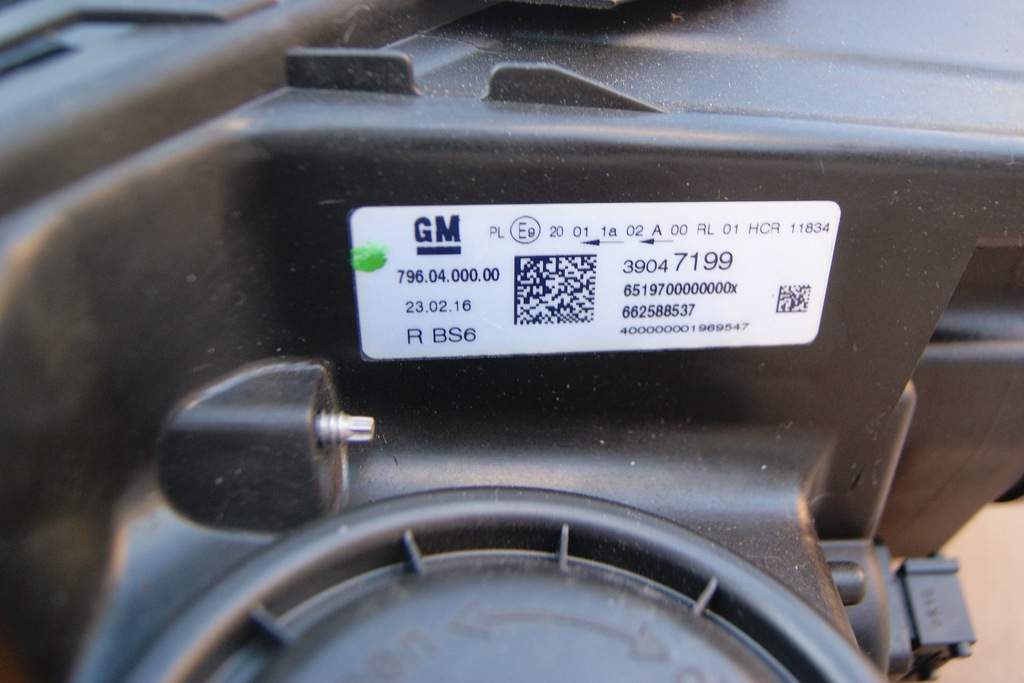 GM
PL E9 20 01 1a 02 A 00 RL 01 HCR 11834
796.04.000.00
39047199
23.02.16
6519700000000x
662588537
R BS6
400000001969547